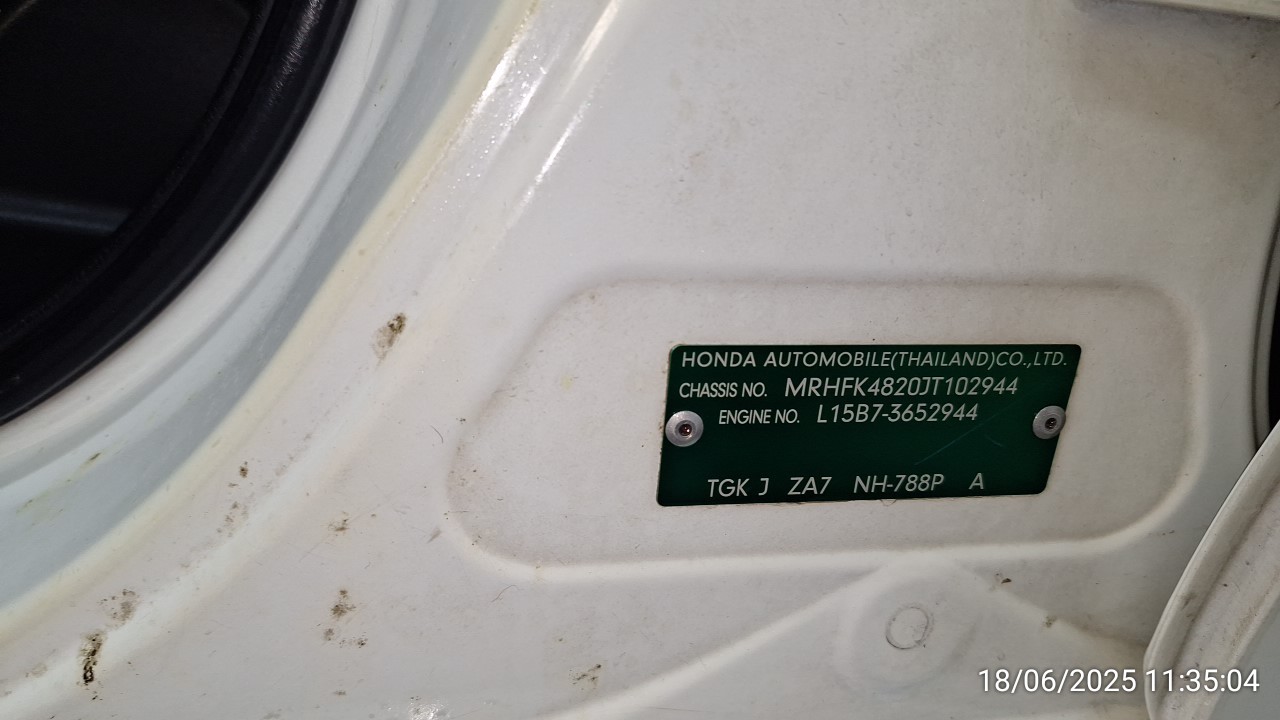 HONDA AUTOMOBILE(THAILAND)CO.,LTD.
CHASSIS NO. MRHFK4820JT102944
ENGINE NO. L15B7-3652944
TGK J ZA7 NH-788P A
18/06/2025 11:35:04